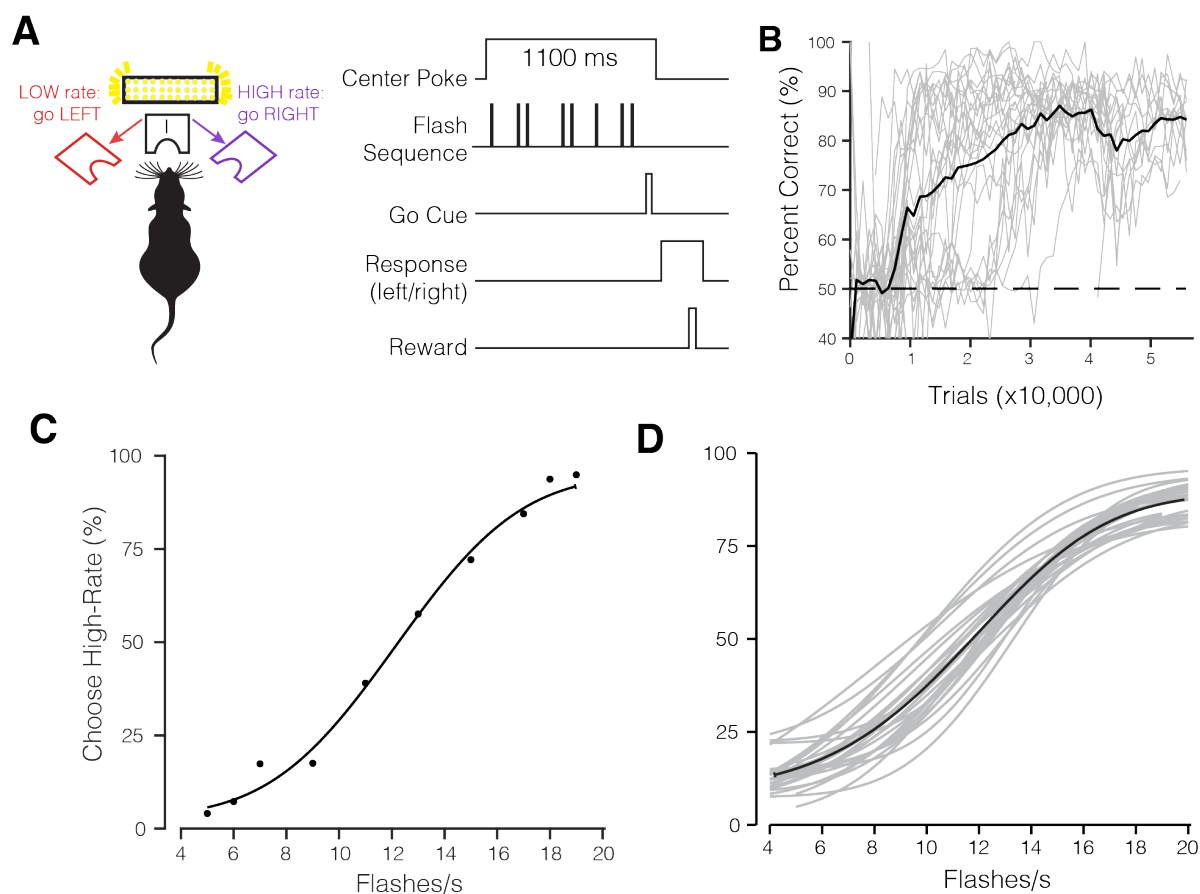 A
LOW rate:
go LEFT
HIGH rate:
go RIGHT
Center Poke
1100 ms
Flash
Sequence
Go Cue
Response
(left/right)
Reward
B
Percent Correct (%)
100
90
80
70
60
50
40
0 1 2 3 4 5
Trials (x10,000)
C
Choose High-Rate (%)
100
75
50
25
0
4 6 8 10 12 14 16 18 20
Flashes/s
D
100
75
50
25
0
4 6 8 10 12 14 16 18 20
Flashes/s